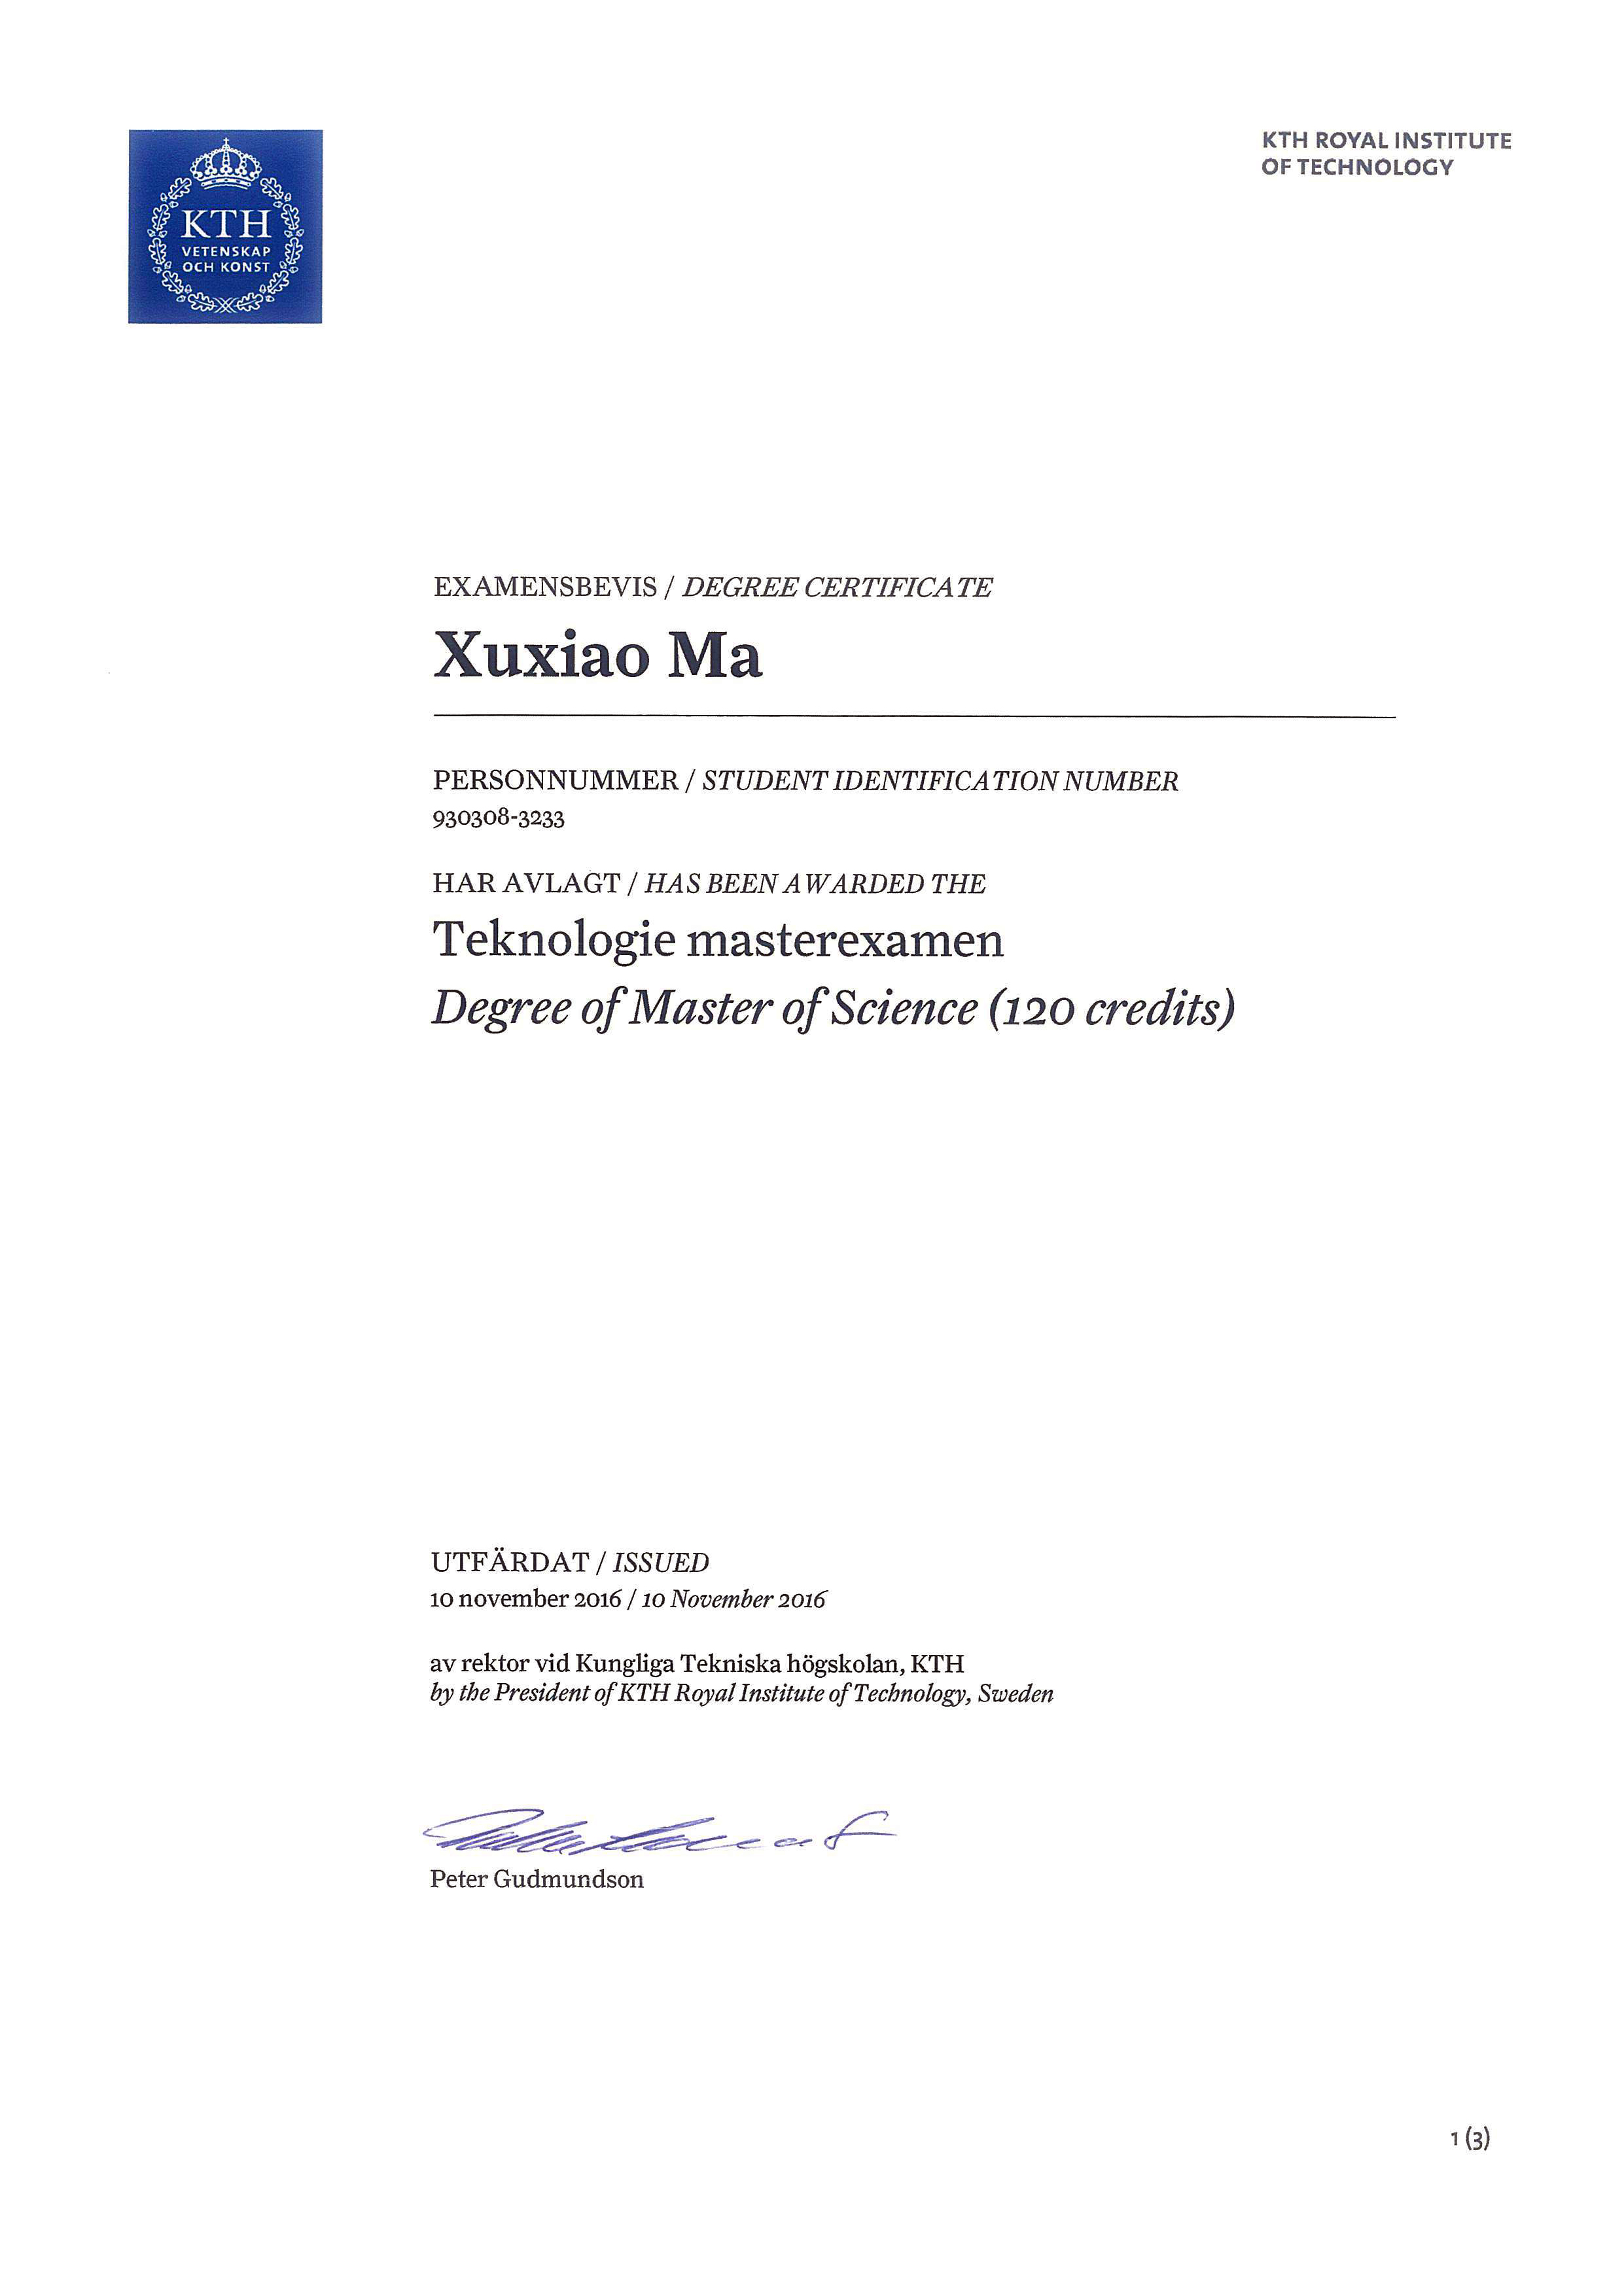 KTH
VETENSKAP
OCH KONST
KTH ROYAL INSTITUTE
OF TECHNOLOGY
EXAMENSBEVIS / DEGREE CERTIFICATE
Xuxiao Ma
PERSONNUMMER / STUDENT IDENTIFICATION NUMBER
930308-3233
HAR AVLAGT / HAS BEEN AWARDED THE
Teknologie masterexamen
Degree of Master of Science (120 credits)
UTFÄRDAT / ISSUED
10 november 2016 / 10 November 2016
av rektor vid Kungliga Tekniska högskolan, KTH
by the President of KTH Royal Institute of Technology, Sweden
Peter Gudmundson
1 (3)